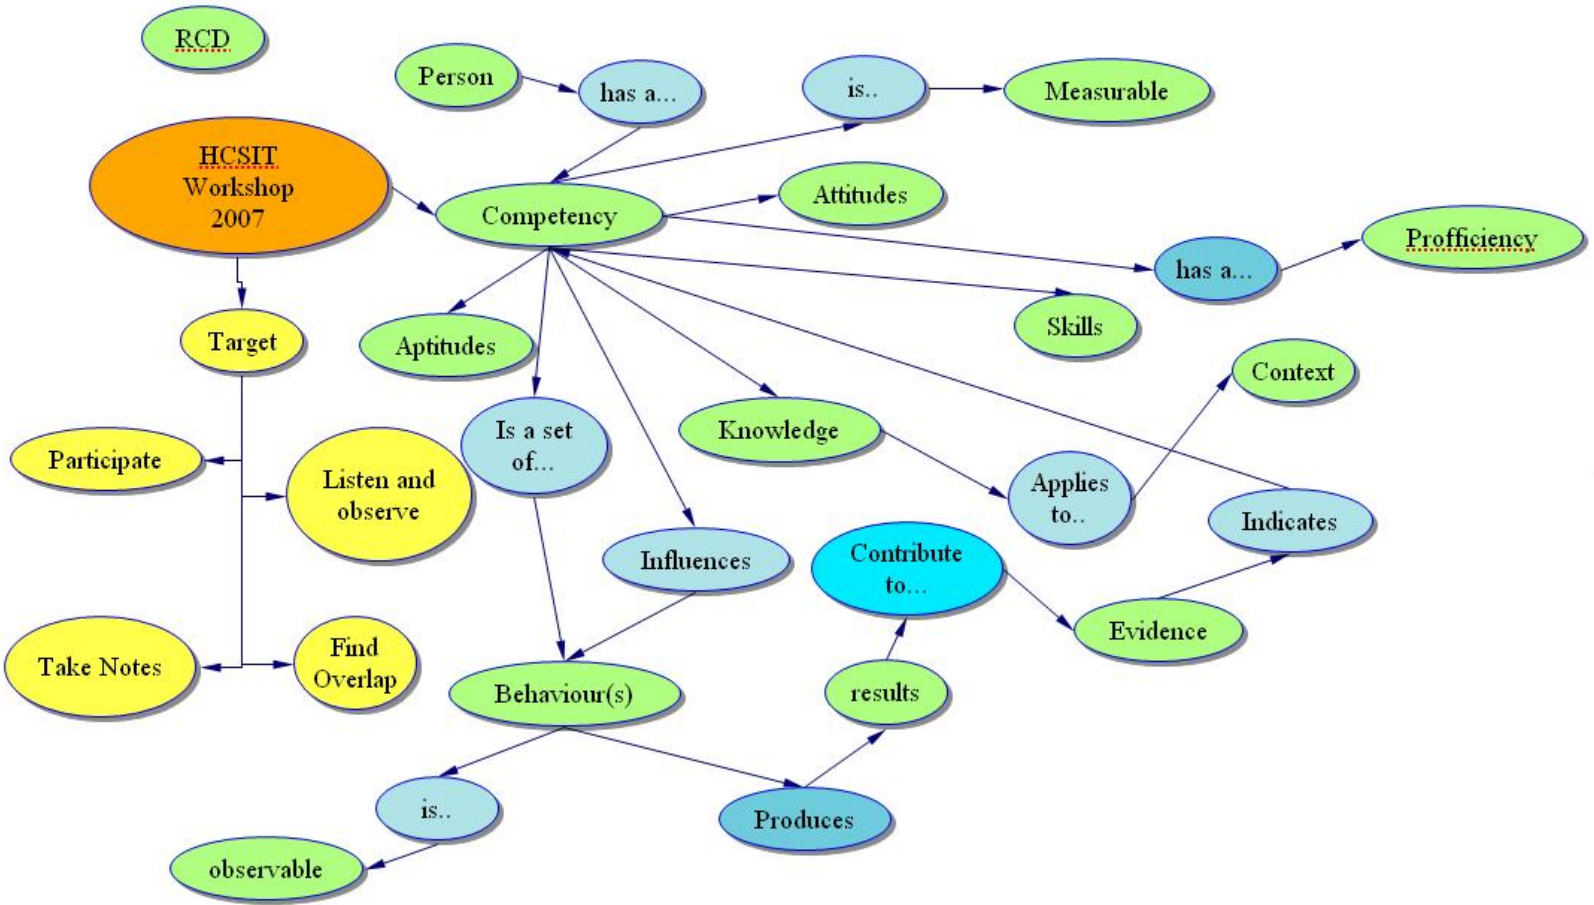 RCD
Person
has a...
is..
Measurable
HCSIT
Workshop
2007
Competency
Attitudes
has a...
Profficiency
Target
Aptitudes
Skills
Context
Participate
Listen and
observe
Is a set
of...
Knowledge
Applies
to..
Indicates
Influences
Contribute
to...
Evidence
Take Notes
Find
Overlap
Behaviour(s)
results
is..
Produces
observable